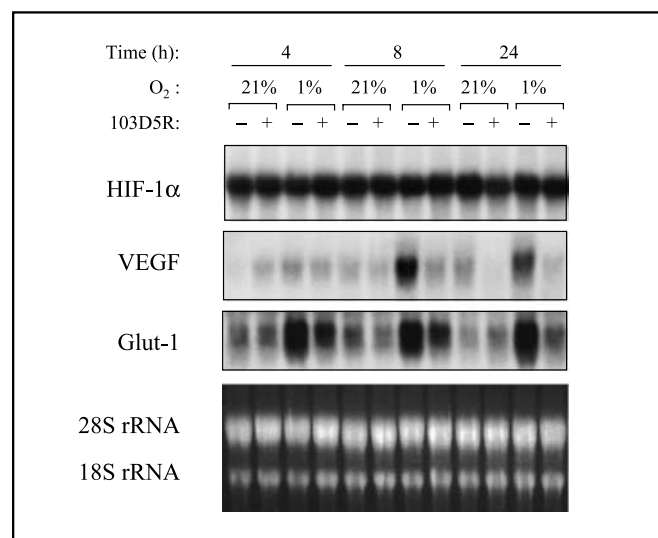 Time (h): 4 8 24
O₂ : 21% 1% 21% 1% 21% 1%
103D5R: – + – + – + – + – + – +
HIF-1α
VEGF
Glut-1
28S rRNA
18S rRNA